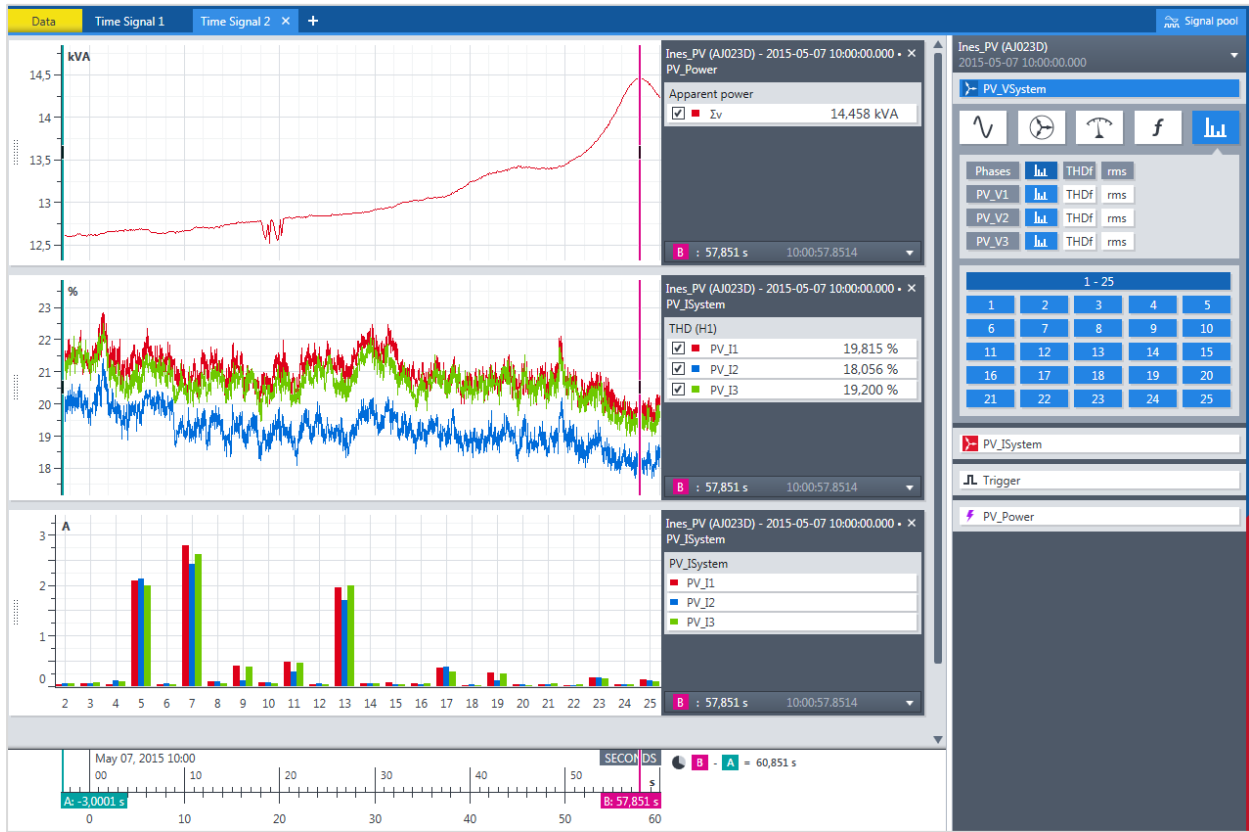 Data Time Signal 1 Time Signal 2 × + Signal pool
kVA
14,5
14
13,5
13
12,5
Ines_PV (AJ023D) - 2015-05-07 10:00:00.000 • ×
PV_Power
Apparent power
Σv 14,458 kVA
B : 57,851 s 10:00:57.8514
%
23
22
21
20
19
18
Ines_PV (AJ023D) - 2015-05-07 10:00:00.000 • ×
PV_ISystem
THD (H1)
PV_I1 19,815 %
PV_I2 18,056 %
PV_I3 19,200 %
B : 57,851 s 10:00:57.8514
A
3
2
1
0
2 3 4 5 6 7 8 9 10 11 12 13 14 15 16 17 18 19 20 21 22 23 24 25
Ines_PV (AJ023D) - 2015-05-07 10:00:00.000 • ×
PV_ISystem
PV_ISystem
PV_I1
PV_I2
PV_I3
B : 57,851 s 10:00:57.8514
May 07, 2015 10:00 SECONDS
00 10 20 30 40 50 s
A: -3,0001 s B: 57,851 s
0 10 20 30 40 50 60
B - A = 60,851 s
Ines_PV (AJ023D)
2015-05-07 10:00:00.000
PV_VSystem
f
Phases THDf rms
PV_V1 THDf rms
PV_V2 THDf rms
PV_V3 THDf rms
1 - 25
1 2 3 4 5
6 7 8 9 10
11 12 13 14 15
16 17 18 19 20
21 22 23 24 25
PV_ISystem
Trigger
PV_Power